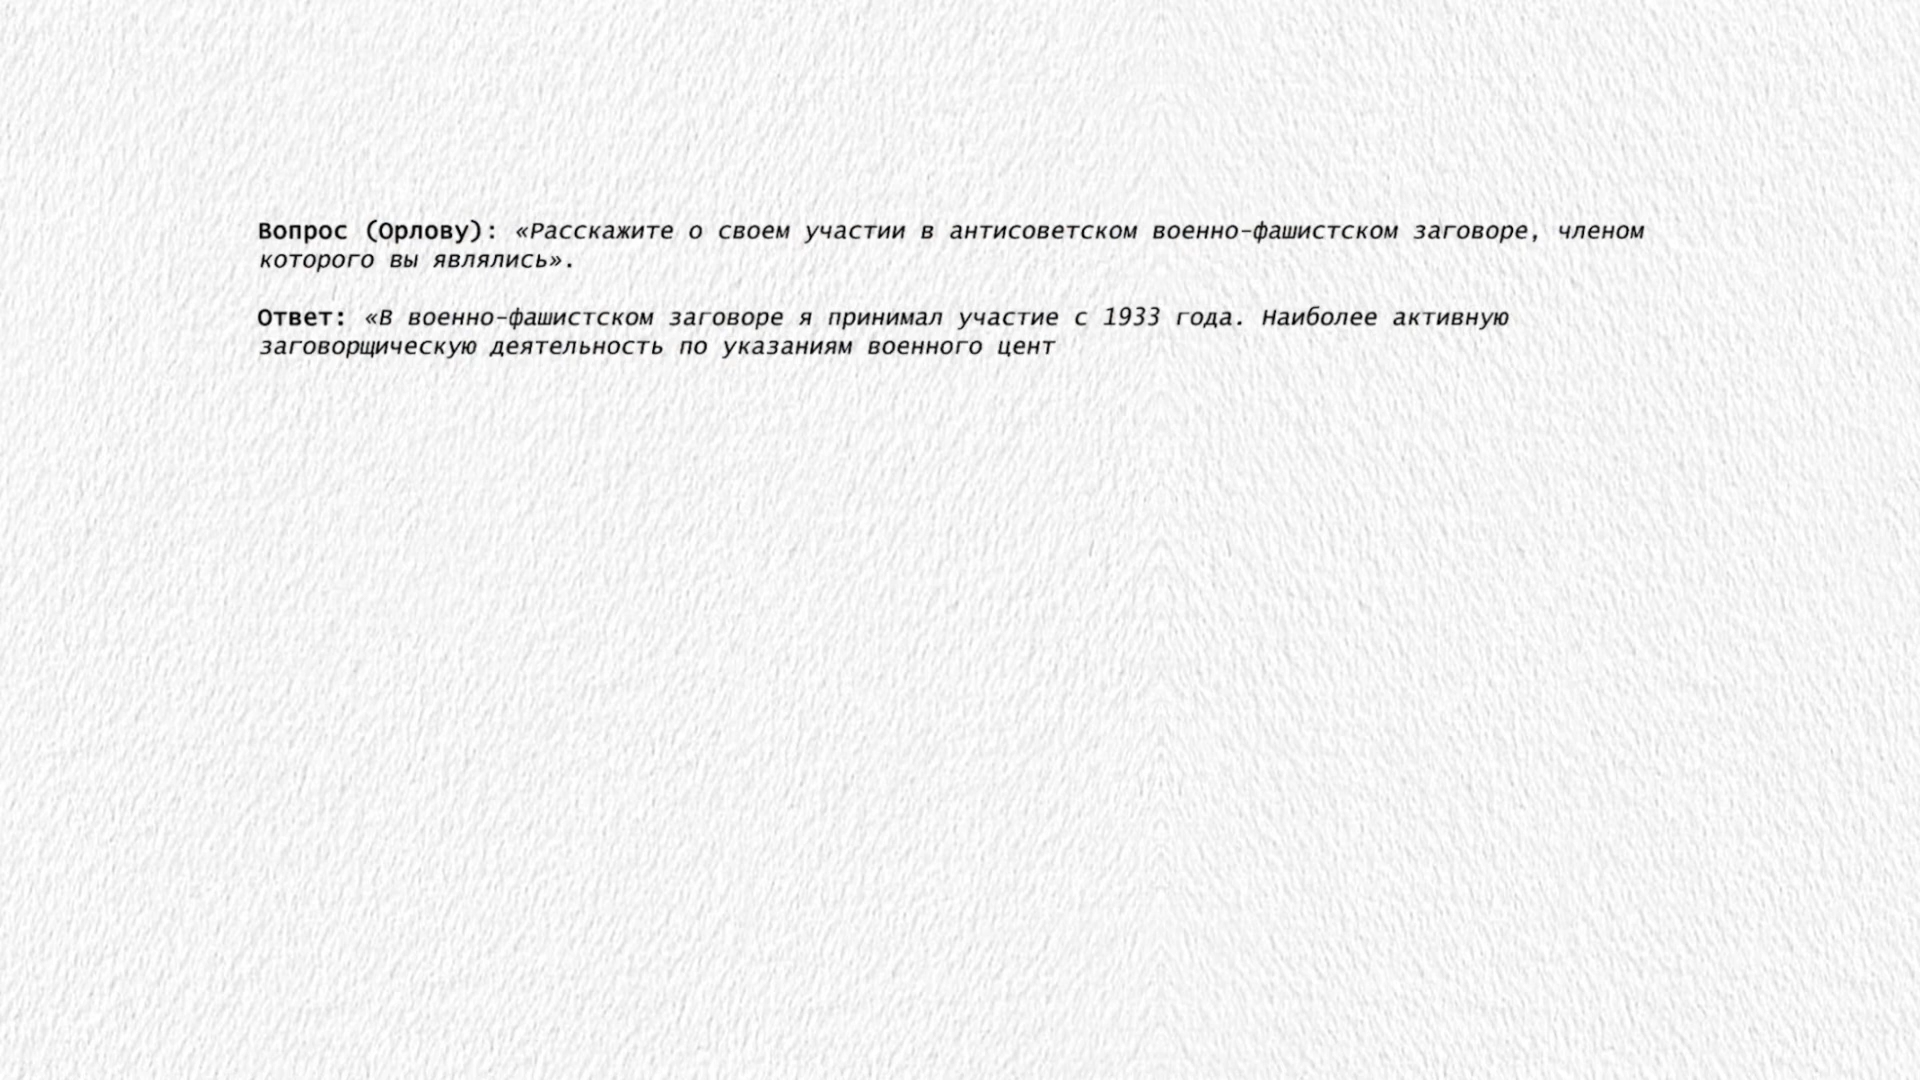 Вопрос (Орлову): «Расскажите о своем участии в антисоветском военно-фашистском заговоре, членом
которого вы являлись».
Ответ: «В военно-фашистском заговоре я принимал участие с 1933 года. Наиболее активную
заговорщическую деятельность по указаниям военного цент